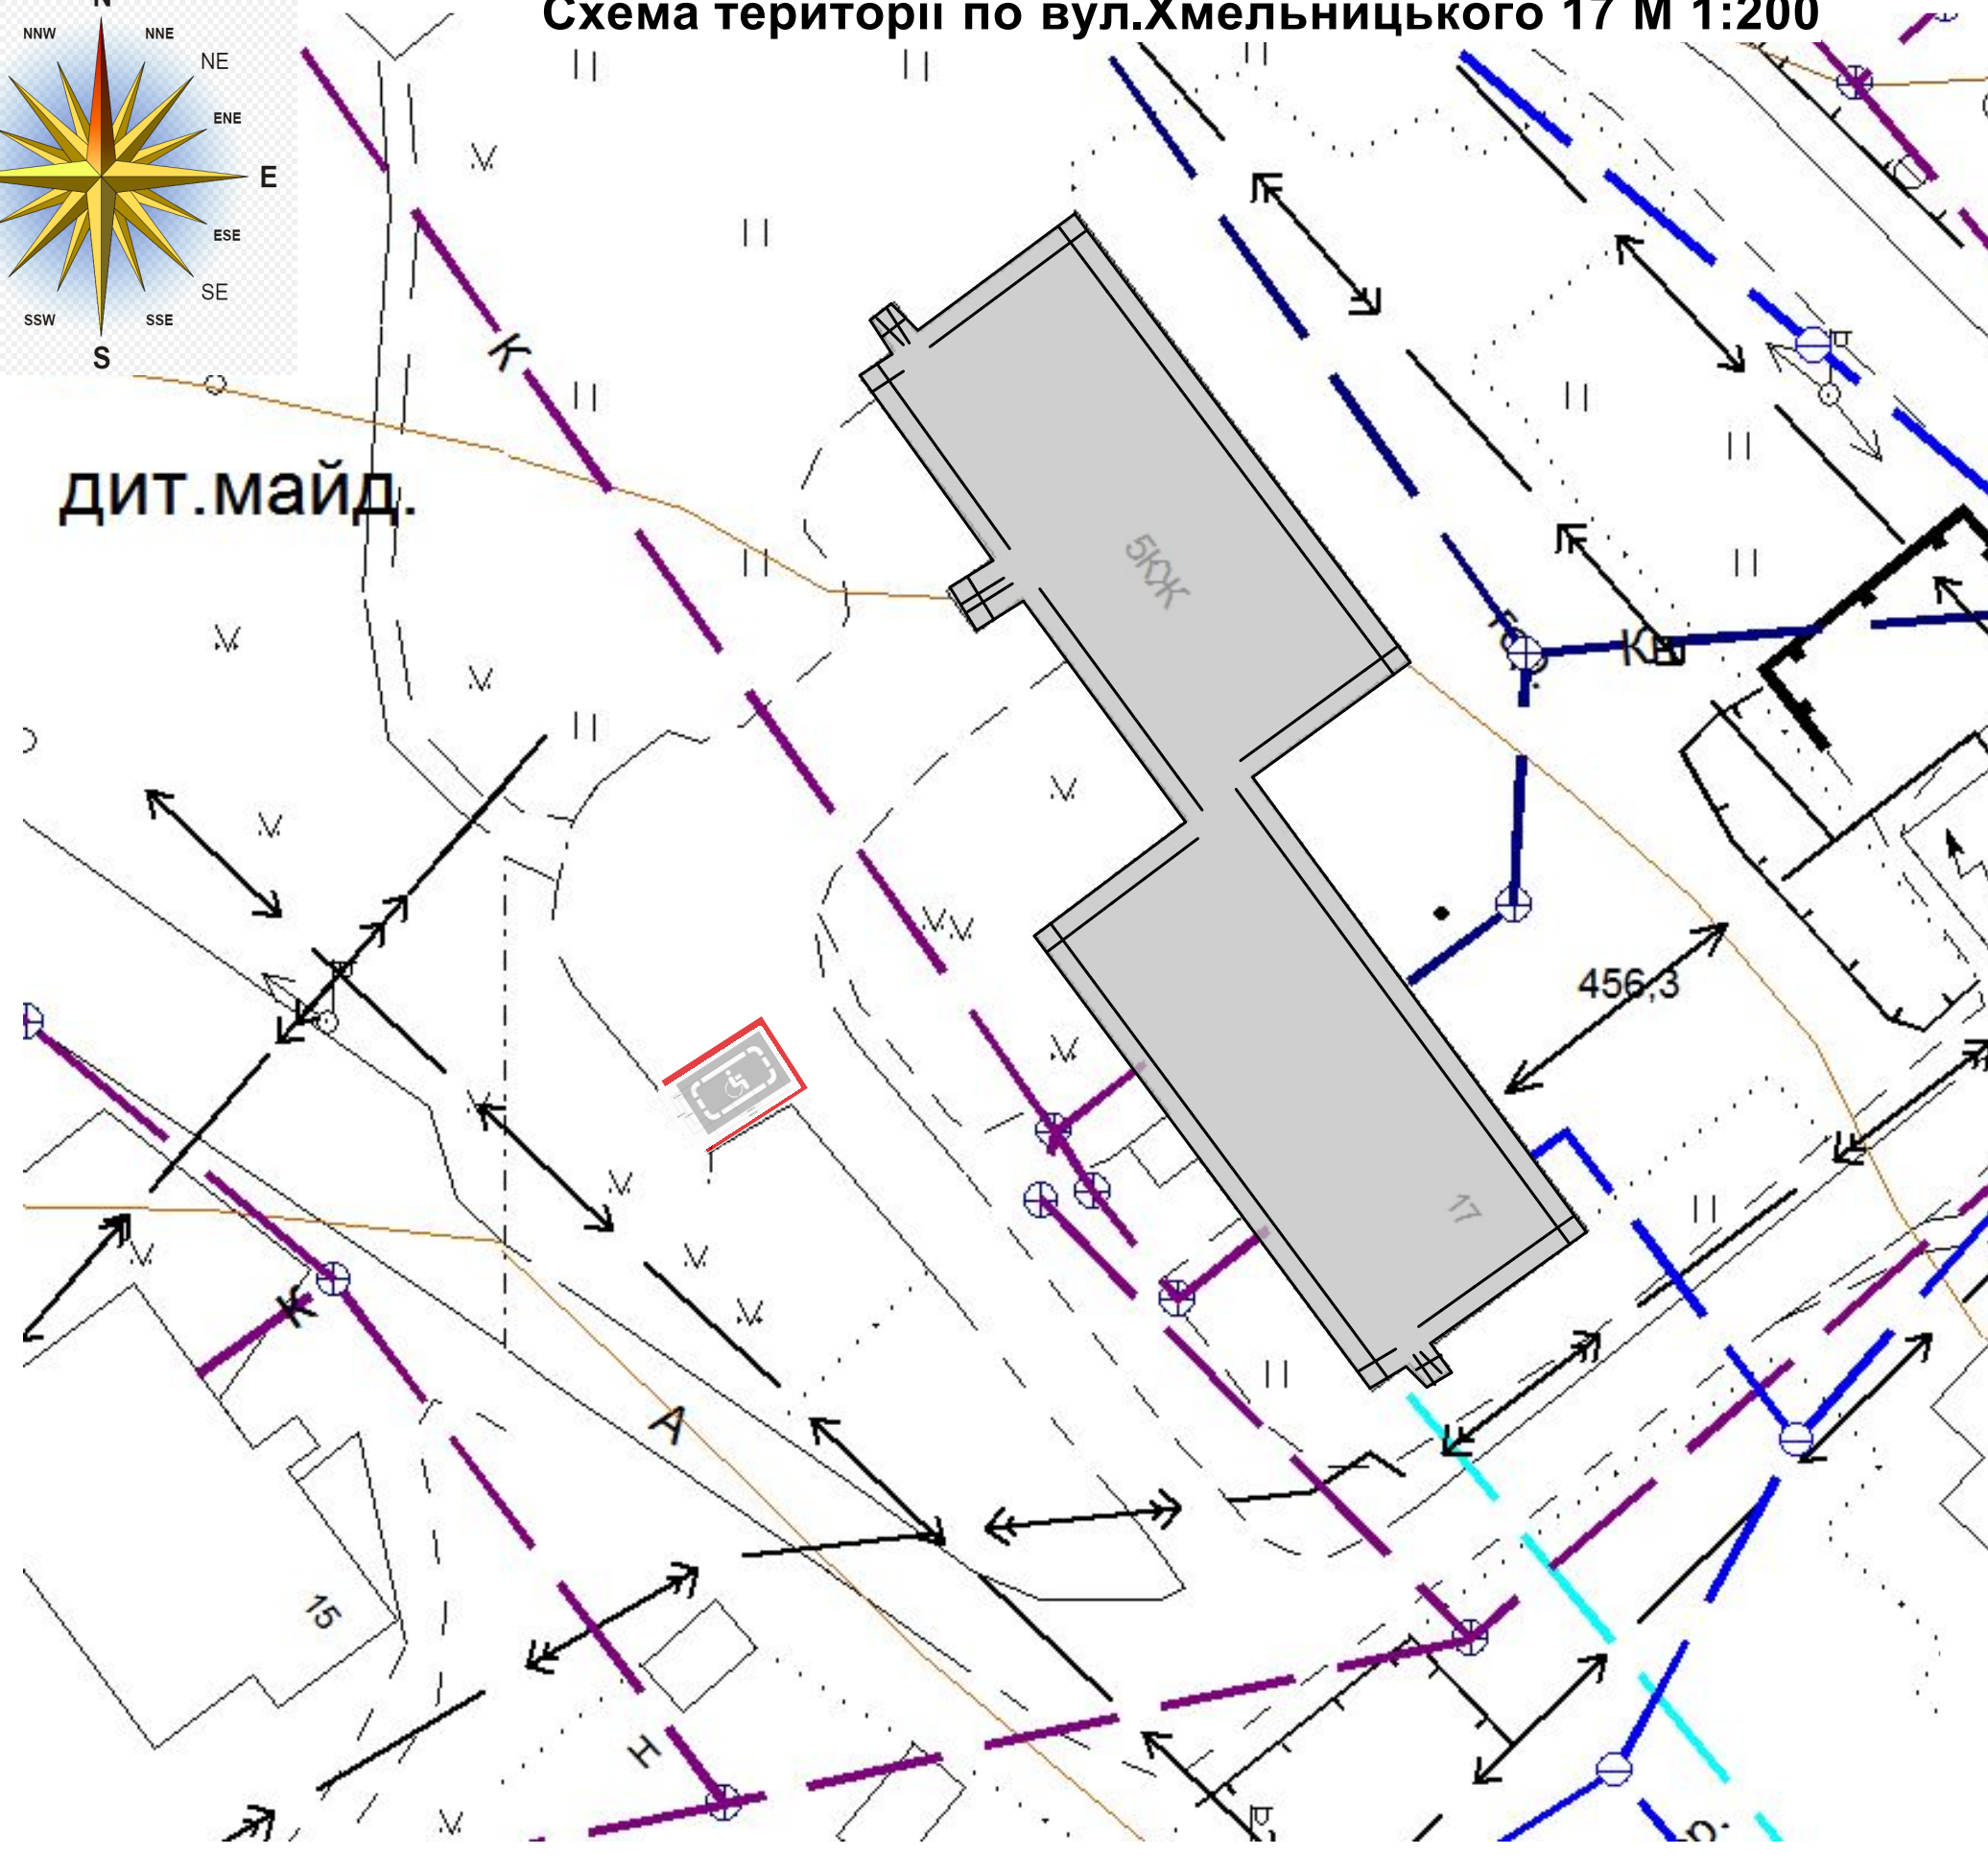 Схема території по вул.Хмельницького 17 М 1:200
N
NNW
NNE
NE
ENE
E
ESE
SE
SSE
S
SSW
К
дит.майд.
5КЖ
Кв
456,3
17
К
А
15
Н
р.